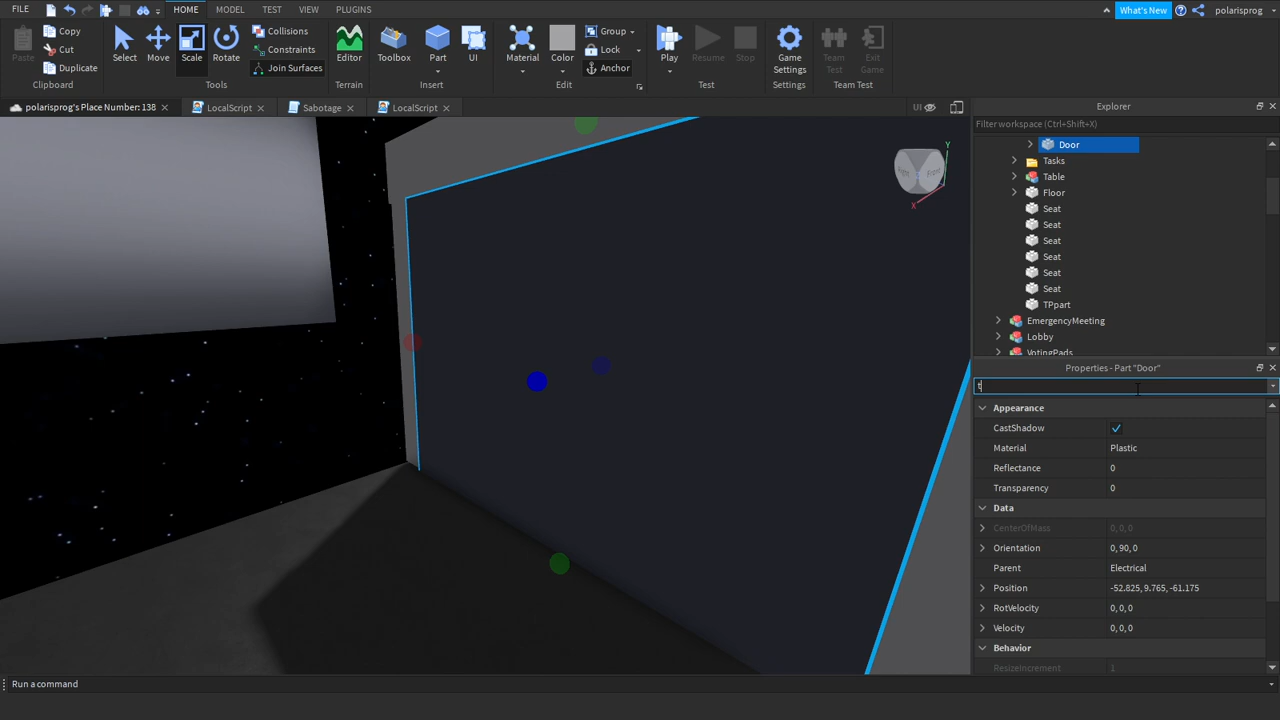 FILE HOME MODEL TEST VIEW PLUGINS What's New polarisprog
Paste Copy Cut Duplicate Select Move Scale Rotate Collisions Constraints Join Surfaces Editor Toolbox Part UI Material Color Group Lock Anchor Play Resume Stop Game Settings Team Test Exit Game
Clipboard Tools Terrain Insert Edit Test Settings Team Test
polarisprog's Place Number: 138 LocalScript Sabotage LocalScript UI
Explorer
Filter workspace (Ctrl+Shift+X)
Door
Tasks
Table
Floor
Seat
Seat
Seat
Seat
Seat
Seat
TPpart
EmergencyMeeting
Lobby
VotingPads
Y
X
Properties - Part "Door"
t
Appearance
CastShadow
Material Plastic
Reflectance 0
Transparency 0
Data
CenterOfMass 0, 0, 0
Orientation 0, 90, 0
Parent Electrical
Position -52.825, 9.765, -61.175
RotVelocity 0, 0, 0
Velocity 0, 0, 0
Behavior
ResizeIncrement 1
Run a command